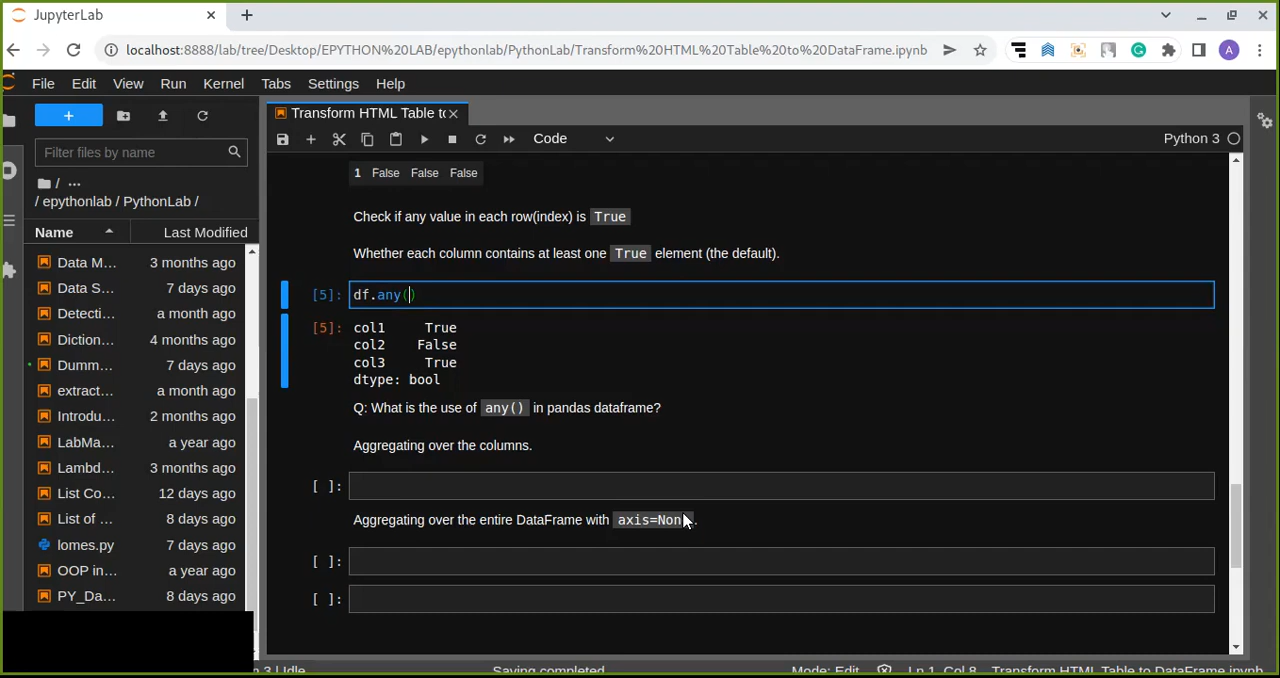 JupyterLab
localhost:8888/lab/tree/Desktop/EPYTHON%20LAB/epythonlab/PythonLab/Transform%20HTML%20Table%20to%20DataFrame.ipynb
A
File Edit View Run Kernel Tabs Settings Help
Transform HTML Table to
Code
Python 3
Filter files by name
/ ...
/ epythonlab / PythonLab /
Name Last Modified
Data M... 3 months ago
Data S... 7 days ago
Detecti... a month ago
Diction... 4 months ago
Dumm... 7 days ago
extract... a month ago
Introdu... 2 months ago
LabMa... a year ago
Lambd... 3 months ago
List Co... 12 days ago
List of ... 8 days ago
lomes.py 7 days ago
OOP in... a year ago
PY_Da... 8 days ago
1 False False False
Check if any value in each row(index) is True
Whether each column contains at least one True element (the default).
[5]: df.any()
[5]: col1 True
col2 False
col3 True
dtype: bool
Q: What is the use of any() in pandas dataframe?
Aggregating over the columns.
[ ]:
Aggregating over the entire DataFrame with axis=Non .
[ ]:
[ ]:
3 | Idle Saving completed Mode: Edit Ln 1, Col 8 Transform HTML Table to DataFrame.ipynb